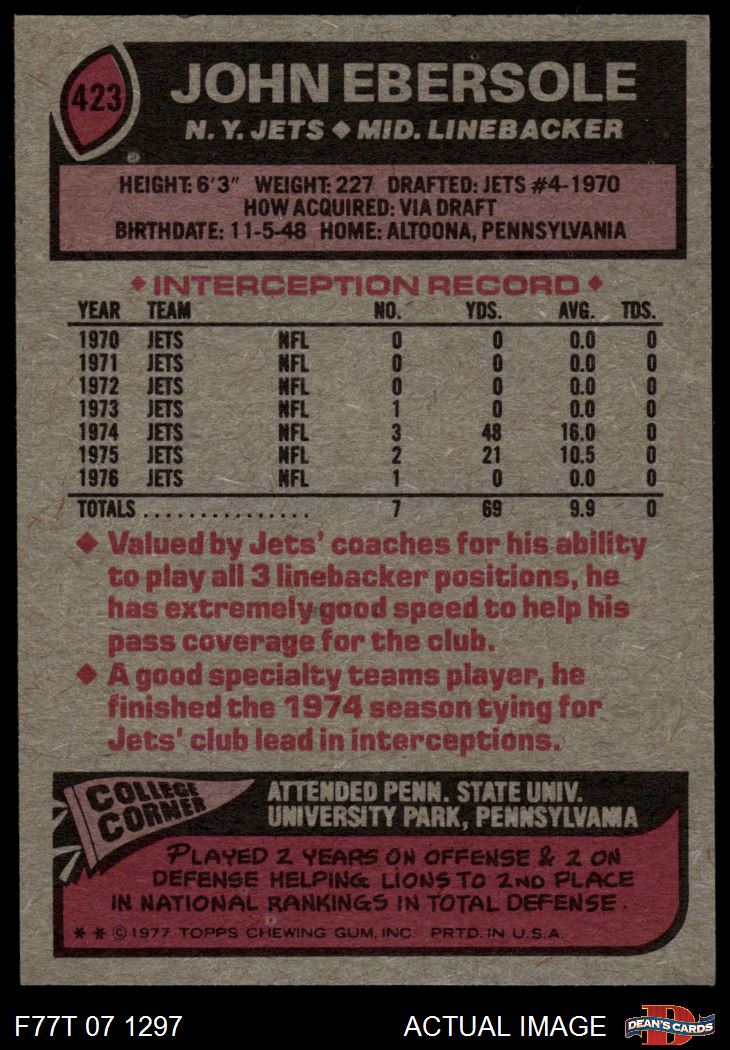 423
JOHN EBERSOLE
N.Y. JETS ◆ MID. LINEBACKER
HEIGHT: 6'3" WEIGHT: 227 DRAFTED: JETS #4-1970
HOW ACQUIRED: VIA DRAFT
BIRTHDATE: 11-5-48 HOME: ALTOONA, PENNSYLVANIA
◆ INTERCEPTION RECORD ◆
YEAR TEAM NO. YDS. AVG. TDS.
1970 JETS NFL 0 0 0.0 0
1971 JETS NFL 0 0 0.0 0
1972 JETS NFL 0 0 0.0 0
1973 JETS NFL 1 0 0.0 0
1974 JETS NFL 3 48 16.0 0
1975 JETS NFL 2 21 10.5 0
1976 JETS NFL 1 0 0.0 0
TOTALS ............... 7 69 9.9 0
◆ Valued by Jets' coaches for his ability
to play all 3 linebacker positions, he
has extremely good speed to help his
pass coverage for the club.
◆ A good specialty teams player, he
finished the 1974 season tying for
Jets' club lead in interceptions.
COLLEGE
CORNER
ATTENDED PENN. STATE UNIV.
UNIVERSITY PARK, PENNSYLVANIA
PLAYED 2 YEARS ON OFFENSE & 2 ON
DEFENSE HELPING LIONS TO 2ND PLACE
IN NATIONAL RANKINGS IN TOTAL DEFENSE.
* * © 1977 TOPPS CHEWING GUM, INC. PRTD. IN U.S.A.
F77T 07 1297 ACTUAL IMAGE D DEAN'S CARDS